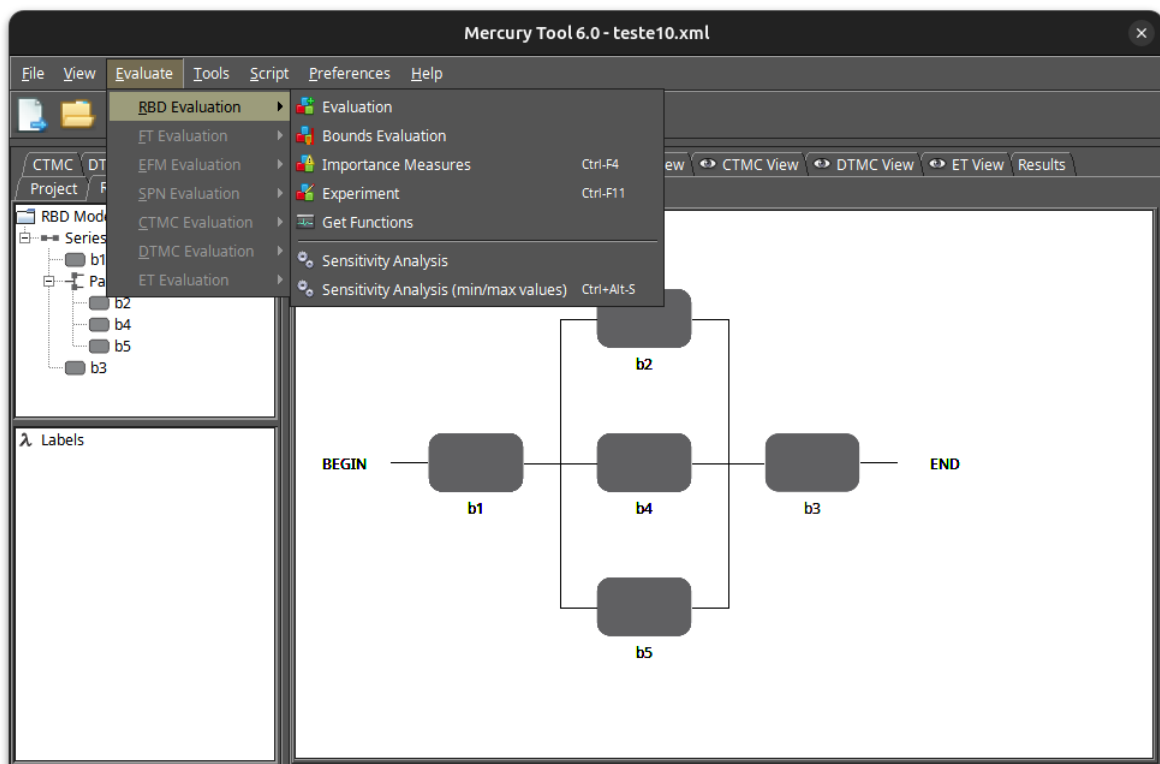 Mercury Tool 6.0 - teste10.xml
File View Evaluate Tools Script Preferences Help
RBD Evaluation
FT Evaluation
EFM Evaluation
SPN Evaluation
CTMC Evaluation
DTMC Evaluation
ET Evaluation
Evaluation
Bounds Evaluation
Importance Measures Ctrl-F4
Experiment Ctrl-F11
Get Functions
Sensitivity Analysis
Sensitivity Analysis (min/max values) Ctrl+Alt-S
CTMC DT ew CTMC View DTMC View ET View Results
Project R
RBD Mode
Series
b1
Pa
b2
b4
b5
b3
λ Labels
b2
BEGIN END
b1 b4 b3
b5